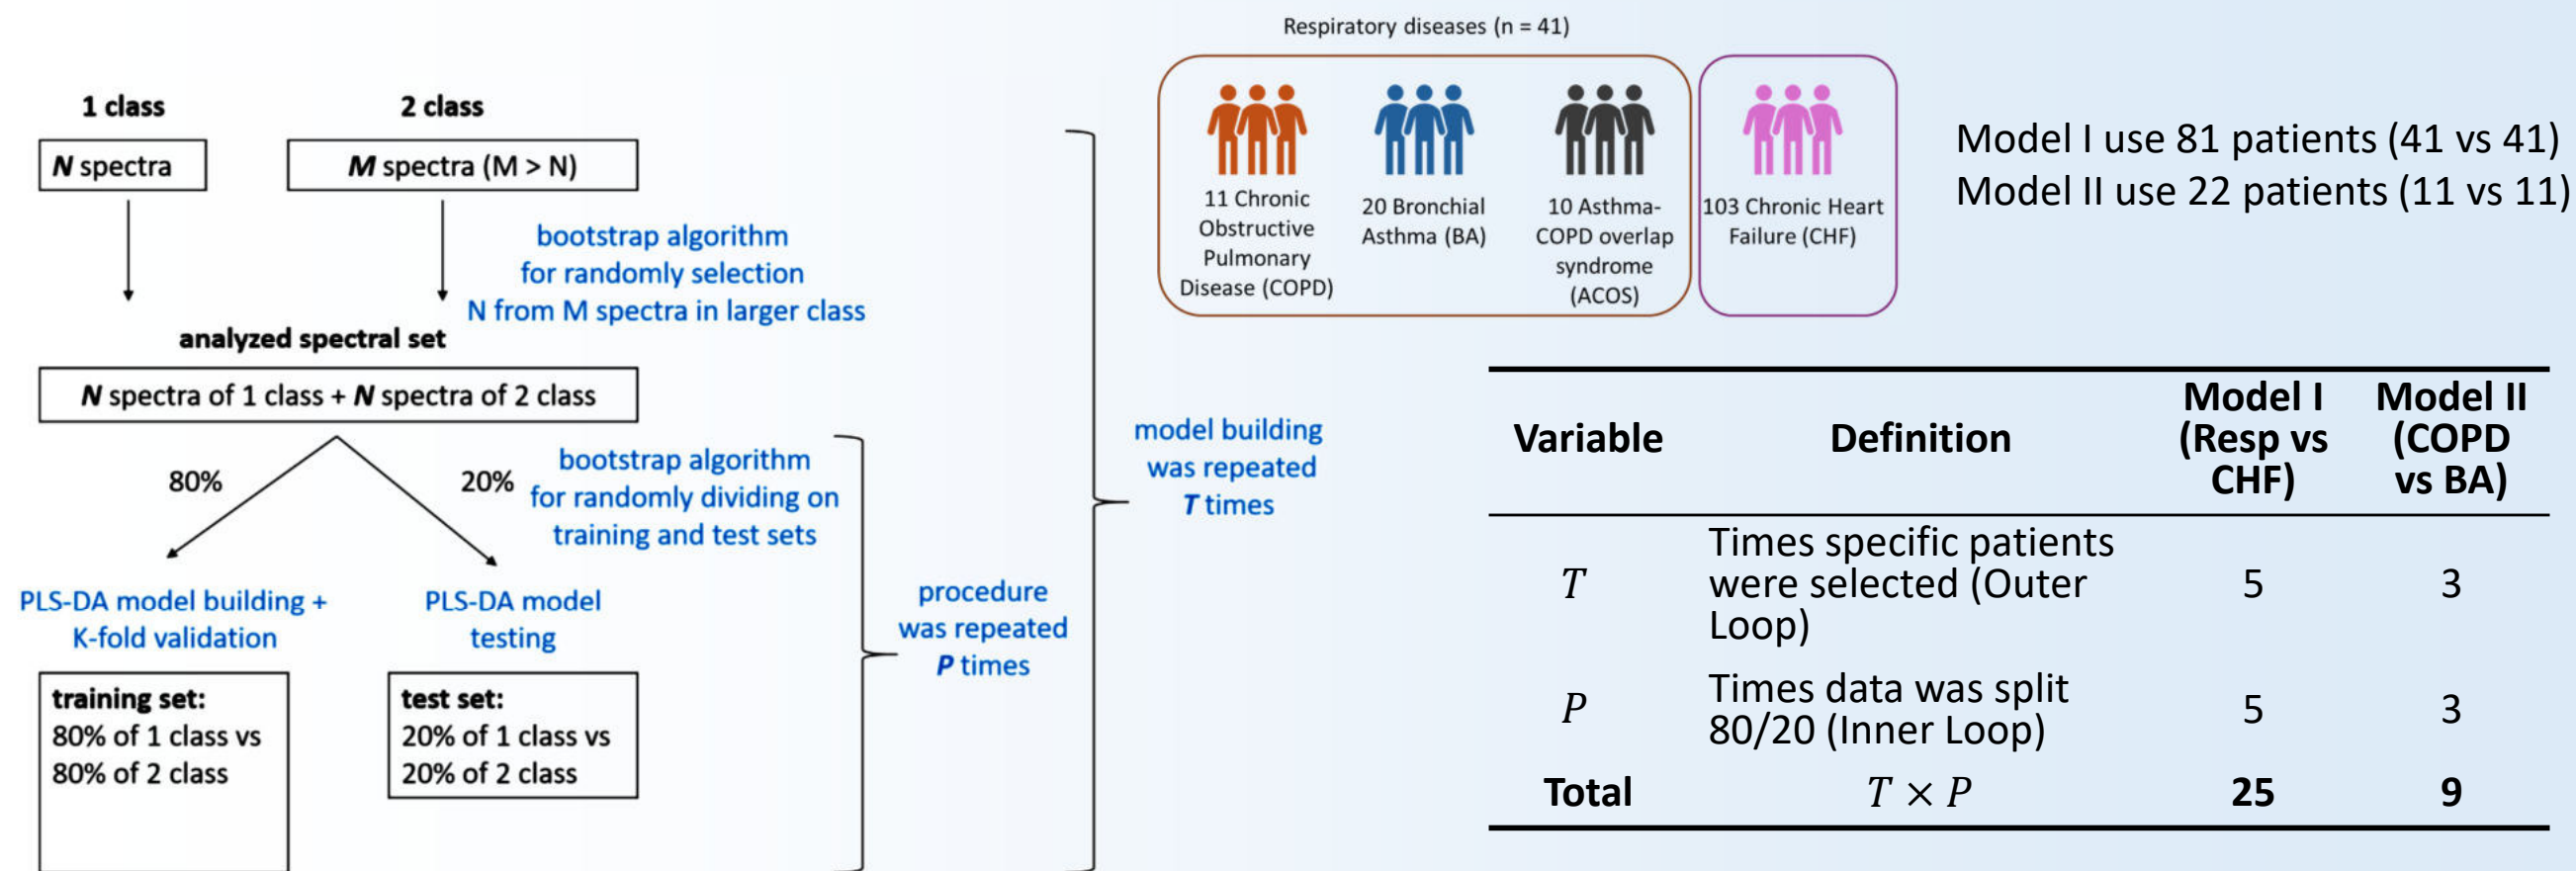 1 class
2 class
N spectra
M spectra (M > N)
bootstrap algorithm
for randomly selection
N from M spectra in larger class
analyzed spectral set
N spectra of 1 class + N spectra of 2 class
80%
20%
bootstrap algorithm
for randomly dividing on
training and test sets
PLS-DA model building +
K-fold validation
PLS-DA model
testing
training set:
80% of 1 class vs
80% of 2 class
test set:
20% of 1 class vs
20% of 2 class
procedure
was repeated
P times
model building
was repeated
T times
Respiratory diseases (n = 41)
11 Chronic
Obstructive
Pulmonary
Disease (COPD)
20 Bronchial
Asthma (BA)
10 Asthma-
COPD overlap
syndrome
(ACOS)
103 Chronic Heart
Failure (CHF)
Model I use 81 patients (41 vs 41)
Model II use 22 patients (11 vs 11)
Variable
Definition
Model I
(Resp vs
CHF)
Model II
(COPD
vs BA)
T
Times specific patients
were selected (Outer
Loop)
5
3
P
Times data was split
80/20 (Inner Loop)
5
3
Total
T × P
25
9